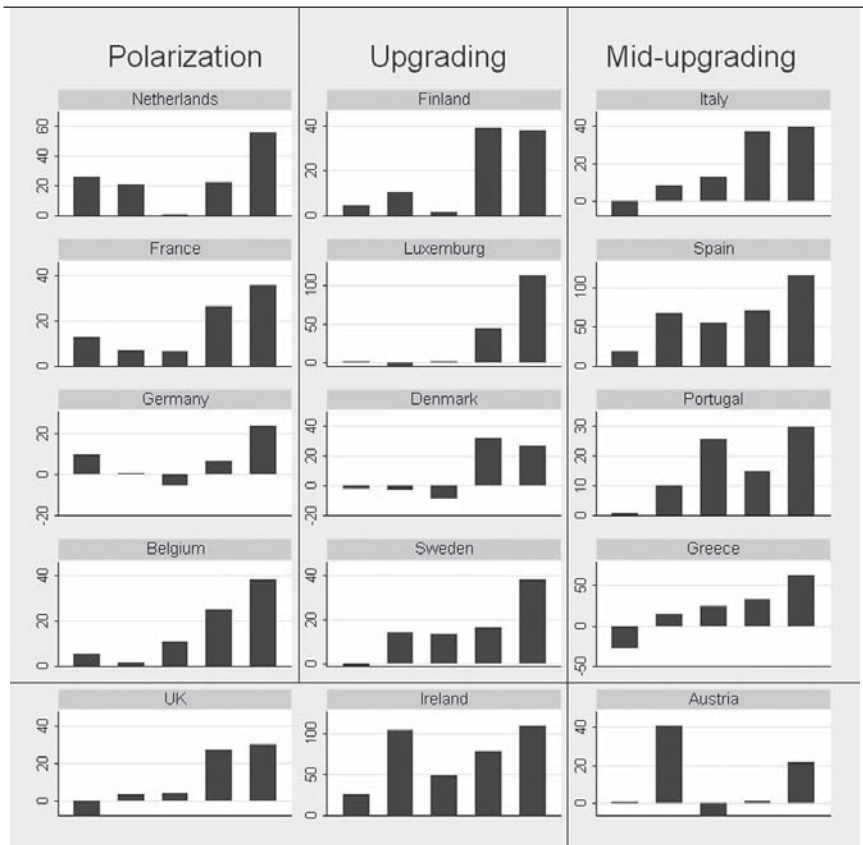 Polarization Upgrading Mid-upgrading
Netherlands Finland Italy
0 20 40 60
0 20 40
0 20 40
France Luxemburg Spain
0 20 40
0 50 100
0 50 100
Germany Denmark Portugal
-20 0 20
-20 0 20 40
0 10 20 30
Belgium Sweden Greece
0 20 40
0 20 40
-50 0 50
UK Ireland Austria
0 20 40
0 50 100
0 20 40